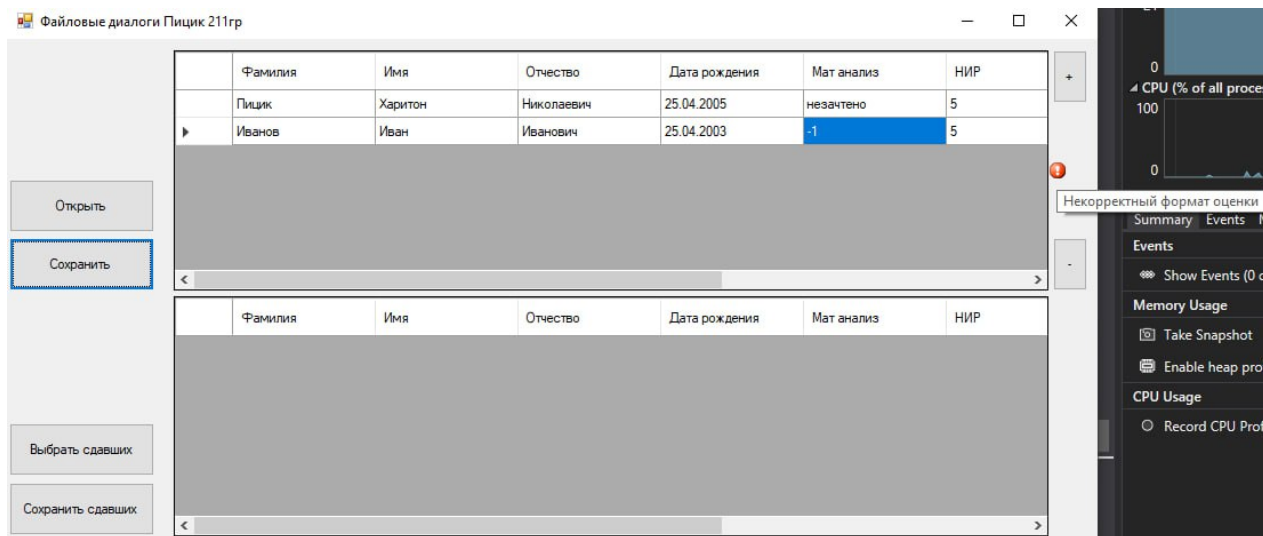 Файловые диалоги Пицик 211гр
Фамилия Имя Отчество Дата рождения Мат анализ НИР
Пицик Харитон Николаевич 25.04.2005 незачтено 5
Иванов Иван Иванович 25.04.2003 -1 5
+
-
Открыть
Сохранить
Некорректный формат оценки
Фамилия Имя Отчество Дата рождения Мат анализ НИР
Выбрать сдавших
Сохранить сдавших
0
CPU (% of all proce
100
0
Summary Events
Events
Show Events (0 o
Memory Usage
Take Snapshot
Enable heap pro
CPU Usage
Record CPU Prof